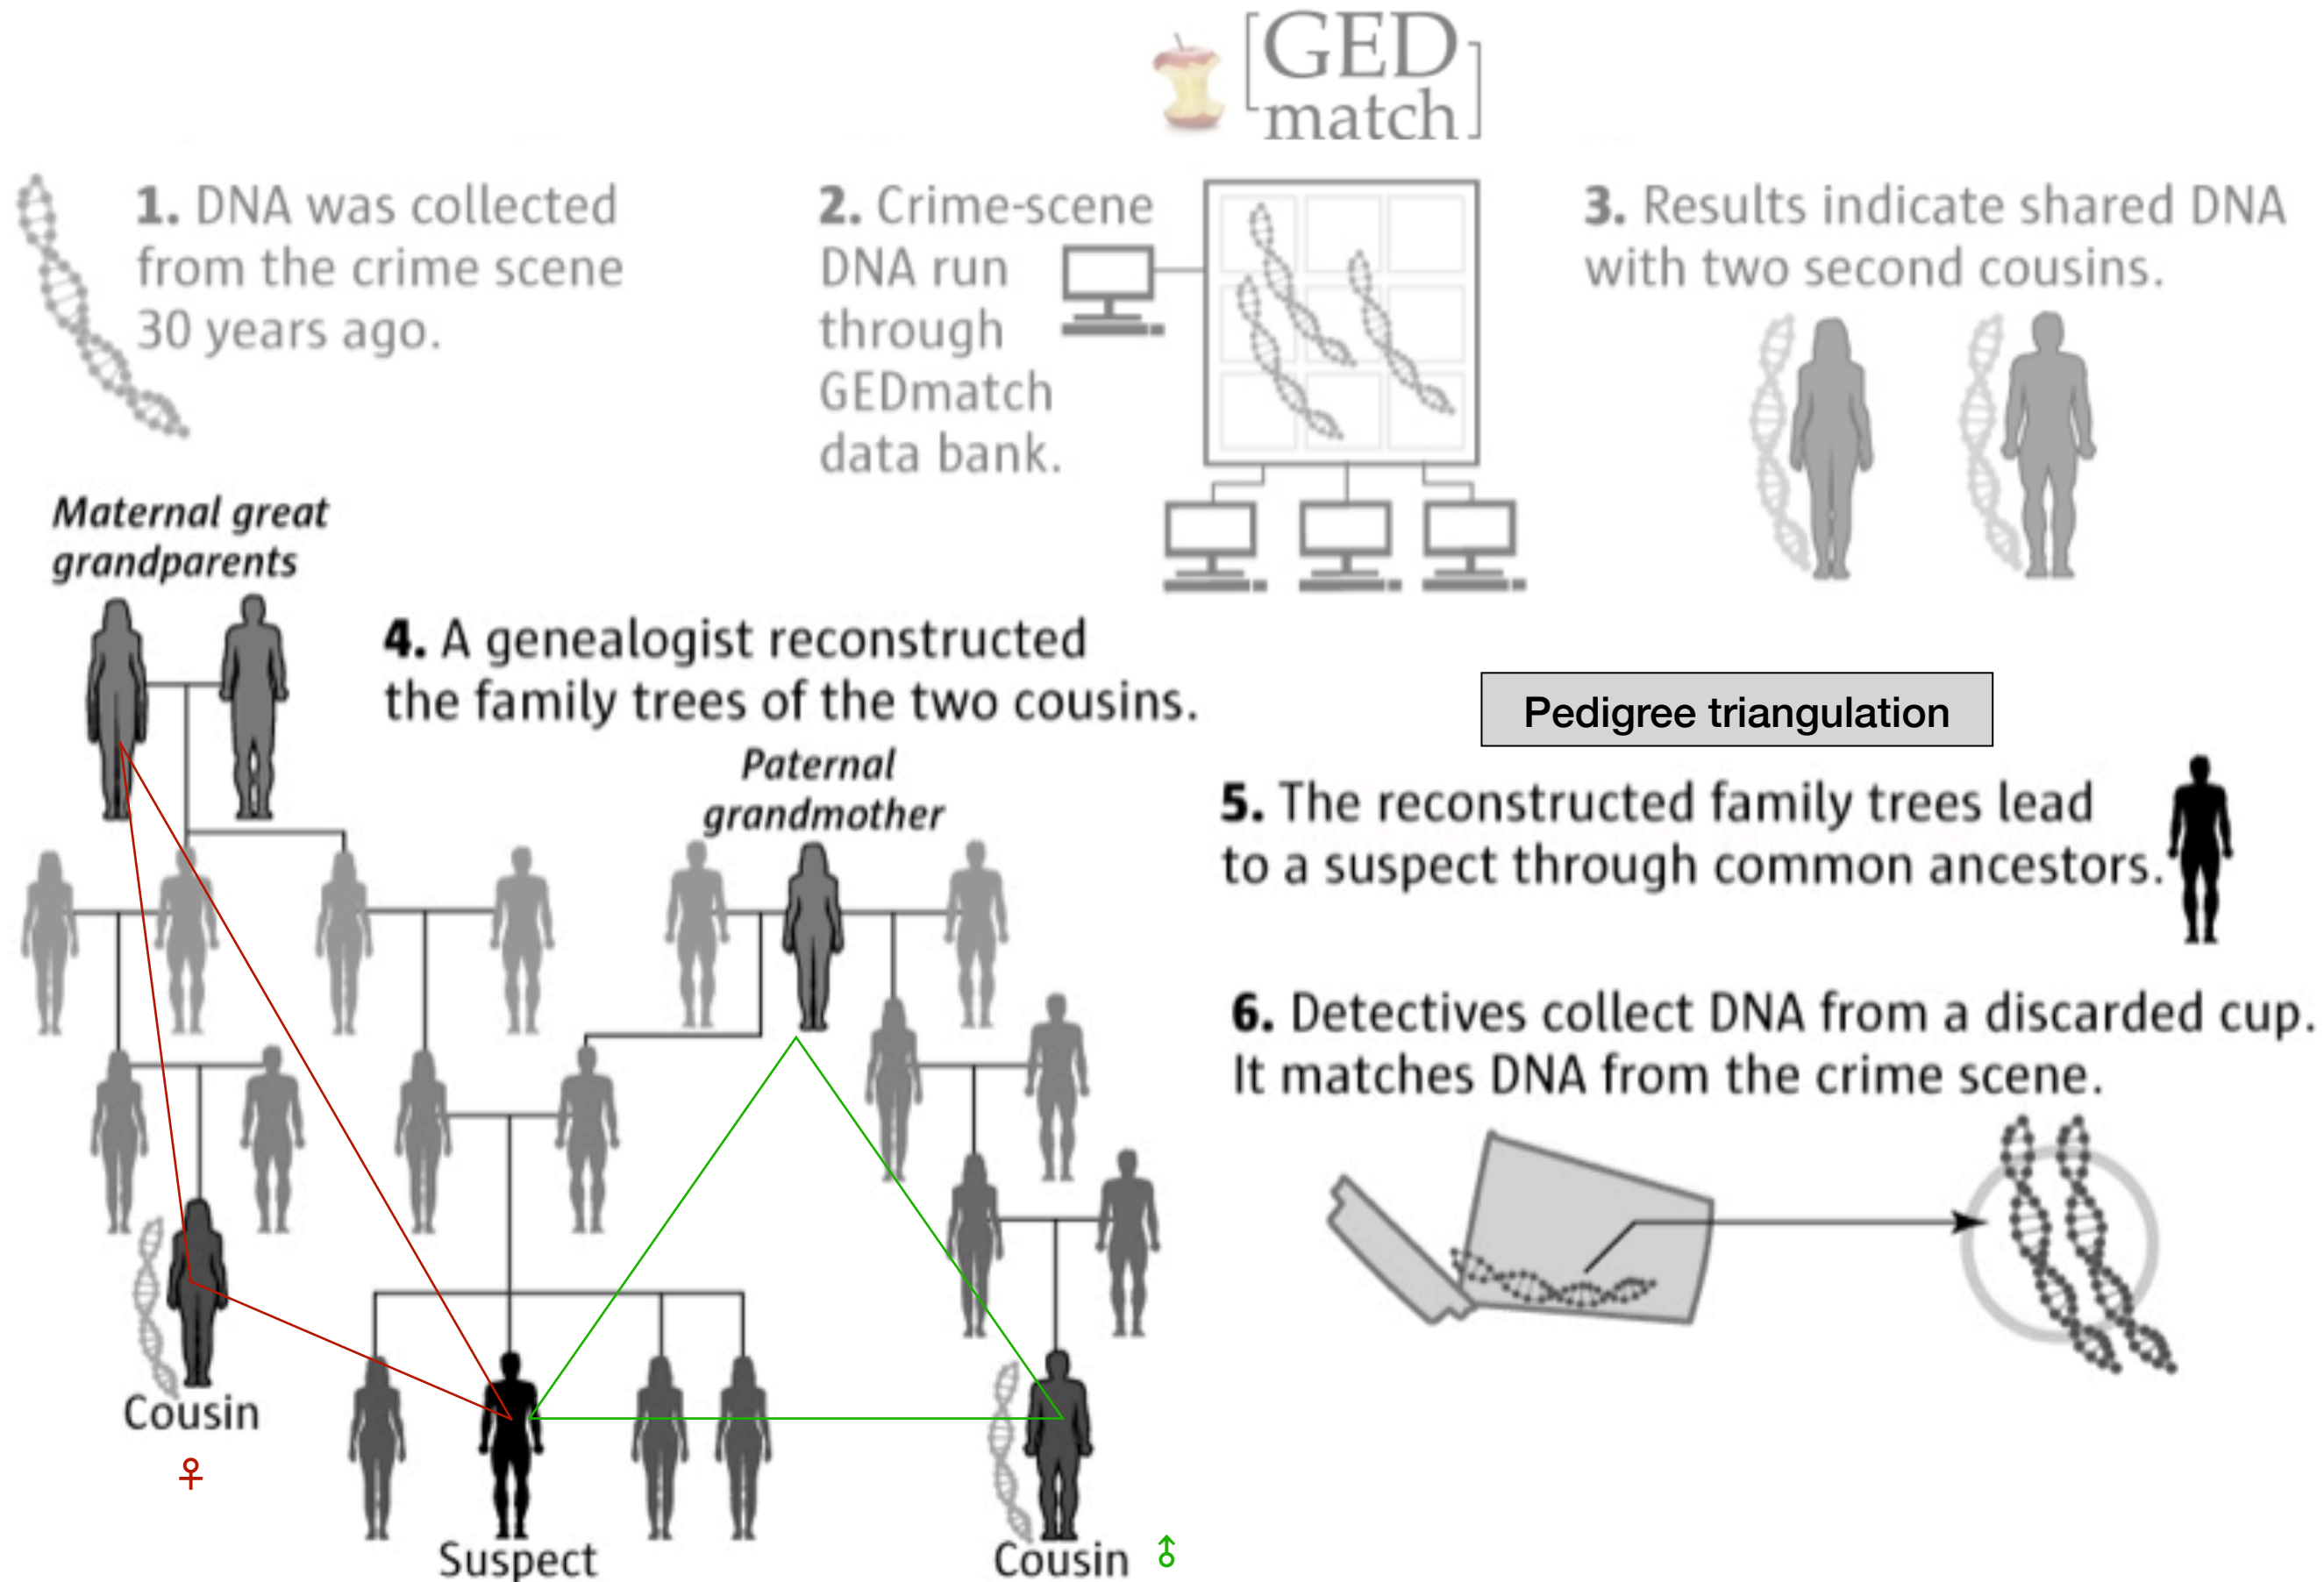 GED
match
1. DNA was collected
from the crime scene
30 years ago.
2. Crime-scene
DNA run
through
GEDmatch
data bank.
3. Results indicate shared DNA
with two second cousins.
Maternal great
grandparents
4. A genealogist reconstructed
the family trees of the two cousins.
Paternal
grandmother
Pedigree triangulation
5. The reconstructed family trees lead
to a suspect through common ancestors.
6. Detectives collect DNA from a discarded cup.
It matches DNA from the crime scene.
Cousin
♀
Suspect
Cousin ⚨